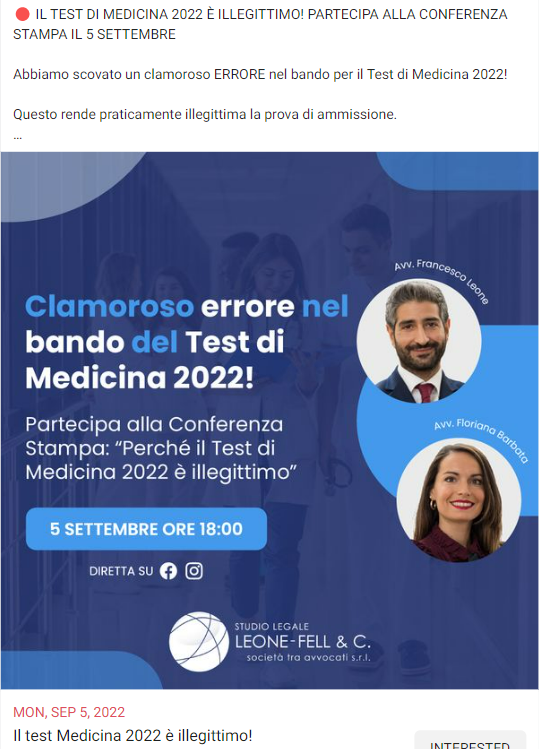 🔴 IL TEST DI MEDICINA 2022 È ILLEGITTIMO! PARTECIPA ALLA CONFERENZA
STAMPA IL 5 SETTEMBRE
Abbiamo scovato un clamoroso ERRORE nel bando per il Test di Medicina 2022!
Questo rende praticamente illegittima la prova di ammissione.
...
Clamoroso errore nel
bando del Test di
Medicina 2022!
Partecipa alla Conferenza
Stampa: “Perché il Test di
Medicina 2022 è illegittimo”
5 SETTEMBRE ORE 18:00
DIRETTA SU
Avv. Francesco Leone
Avv. Floriana Barbata
STUDIO LEGALE
LEONE-FELL & C.
società tra avvocati s.r.l.
MON, SEP 5, 2022
Il test Medicina 2022 è illegittimo!
INTERESTED